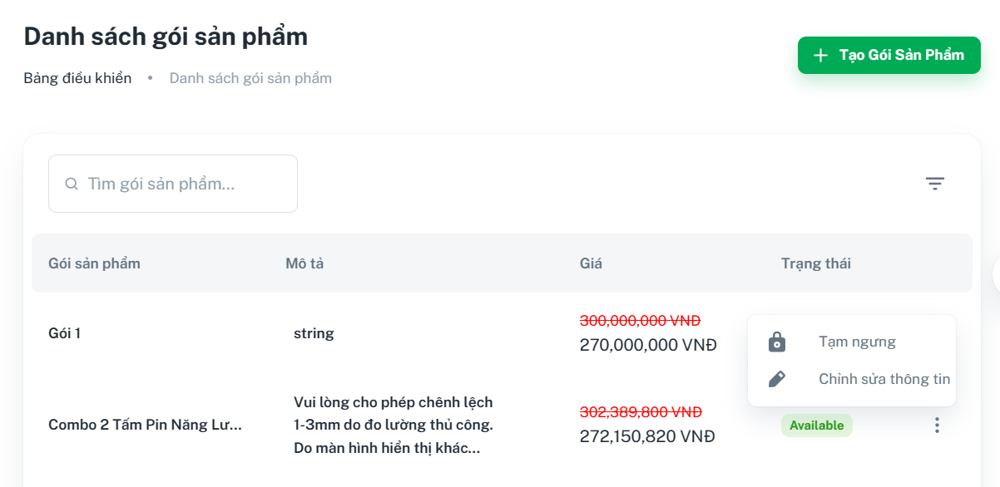 Danh sách gói sản phẩm
Bảng điều khiển • Danh sách gói sản phẩm
Tạo Gói Sản Phẩm
Tìm gói sản phẩm...
Gói sản phẩm Mô tả Giá Trạng thái
Gói 1
string
300,000,000 VNĐ
270,000,000 VNĐ
Tạm ngưng
Chỉnh sửa thông tin
Combo 2 Tấm Pin Năng Lư...
Vui lòng cho phép chênh lệch
1-3mm do đo lường thủ công.
Do màn hình hiển thị khác...
302,389,800 VNĐ
272,150,820 VNĐ
Available